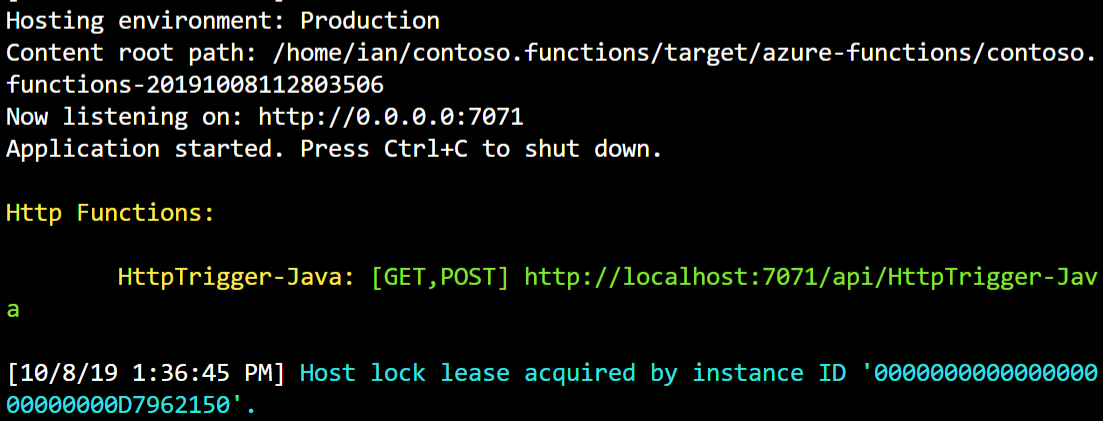 Hosting environment: Production
Content root path: /home/ian/contoso.functions/target/azure-functions/contoso.
functions-20191008112803506
Now listening on: http://0.0.0.0:7071
Application started. Press Ctrl+C to shut down.
Http Functions:
HttpTrigger-Java: [GET,POST] http://localhost:7071/api/HttpTrigger-Jav
a
[10/8/19 1:36:45 PM] Host lock lease acquired by instance ID '0000000000000000
00000000D7962150'.